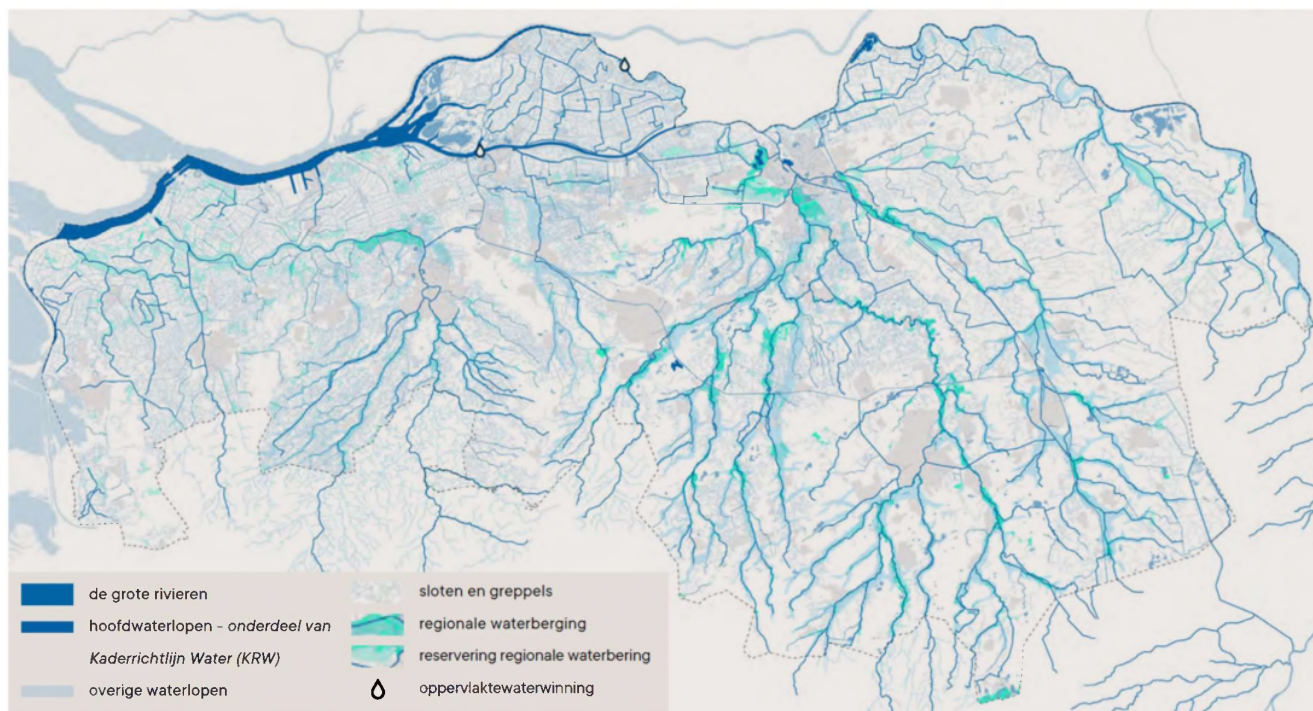 de grote rivieren
hoofdwaterlopen - onderdeel van
Kaderrichtlijn Water (KRW)
overige waterlopen
sloten en greppels
regionale waterberging
reservering regionale waterbering
oppervlaktewaterwinning